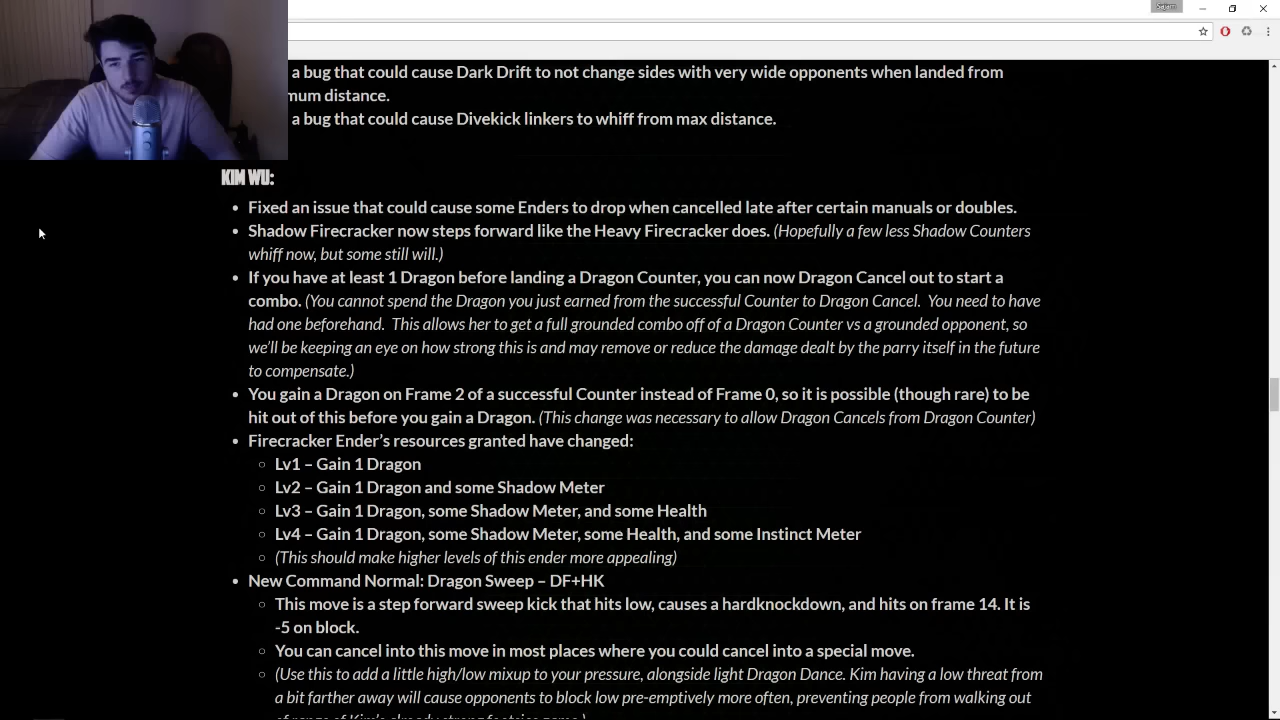 Sajam
a bug that could cause Dark Drift to not change sides with very wide opponents when landed from
mum distance.
a bug that could cause Divekick linkers to whiff from max distance.
KIM WU:
• Fixed an issue that could cause some Enders to drop when cancelled late after certain manuals or doubles.
• Shadow Firecracker now steps forward like the Heavy Firecracker does. (Hopefully a few less Shadow Counters
whiff now, but some still will.)
• If you have at least 1 Dragon before landing a Dragon Counter, you can now Dragon Cancel out to start a
combo. (You cannot spend the Dragon you just earned from the successful Counter to Dragon Cancel. You need to have
had one beforehand. This allows her to get a full grounded combo off of a Dragon Counter vs a grounded opponent, so
we'll be keeping an eye on how strong this is and may remove or reduce the damage dealt by the parry itself in the future
to compensate.)
• You gain a Dragon on Frame 2 of a successful Counter instead of Frame 0, so it is possible (though rare) to be
hit out of this before you gain a Dragon. (This change was necessary to allow Dragon Cancels from Dragon Counter)
• Firecracker Ender's resources granted have changed:
○ Lv1 – Gain 1 Dragon
○ Lv2 – Gain 1 Dragon and some Shadow Meter
○ Lv3 – Gain 1 Dragon, some Shadow Meter, and some Health
○ Lv4 – Gain 1 Dragon, some Shadow Meter, some Health, and some Instinct Meter
○ (This should make higher levels of this ender more appealing)
• New Command Normal: Dragon Sweep – DF+HK
○ This move is a step forward sweep kick that hits low, causes a hardknockdown, and hits on frame 14. It is
-5 on block.
○ You can cancel into this move in most places where you could cancel into a special move.
○ (Use this to add a little high/low mixup to your pressure, alongside light Dragon Dance. Kim having a low threat from
a bit farther away will cause opponents to block low pre-emptively more often, preventing people from walking out
of range of Kim's already strong footsies game.)